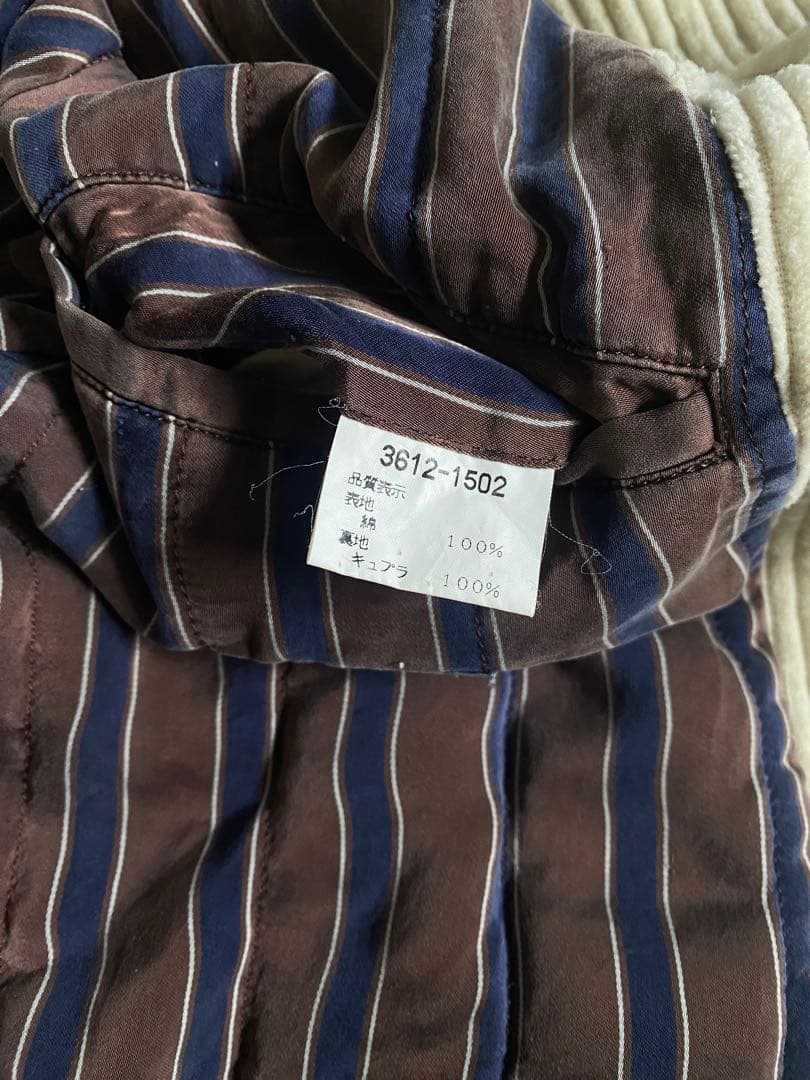 3612-1502
品質表示
表地
綿 100%
裏地
キュプラ 100%